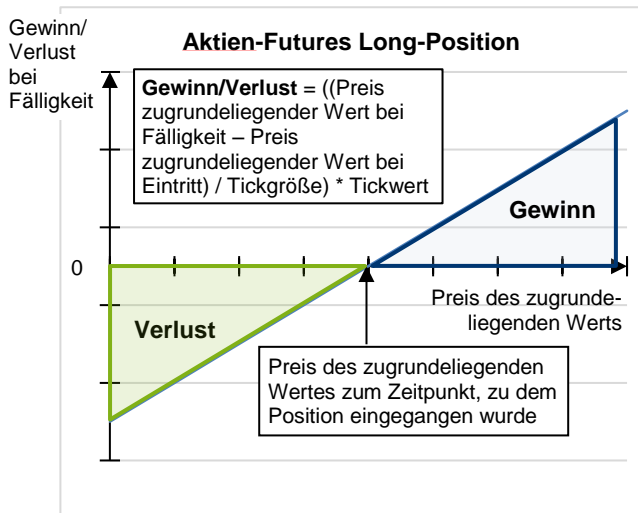 Gewinn/
Verlust
bei
Fälligkeit
Aktien-Futures Long-Position
Gewinn/Verlust = ((Preis
zugrundeliegender Wert bei
Fälligkeit – Preis
zugrundeliegender Wert bei
Eintritt) / Tickgröße) * Tickwert
Gewinn
0
Preis des zugrunde-
liegenden Werts
Verlust
Preis des zugrundeliegenden
Wertes zum Zeitpunkt, zu dem
Position eingegangen wurde